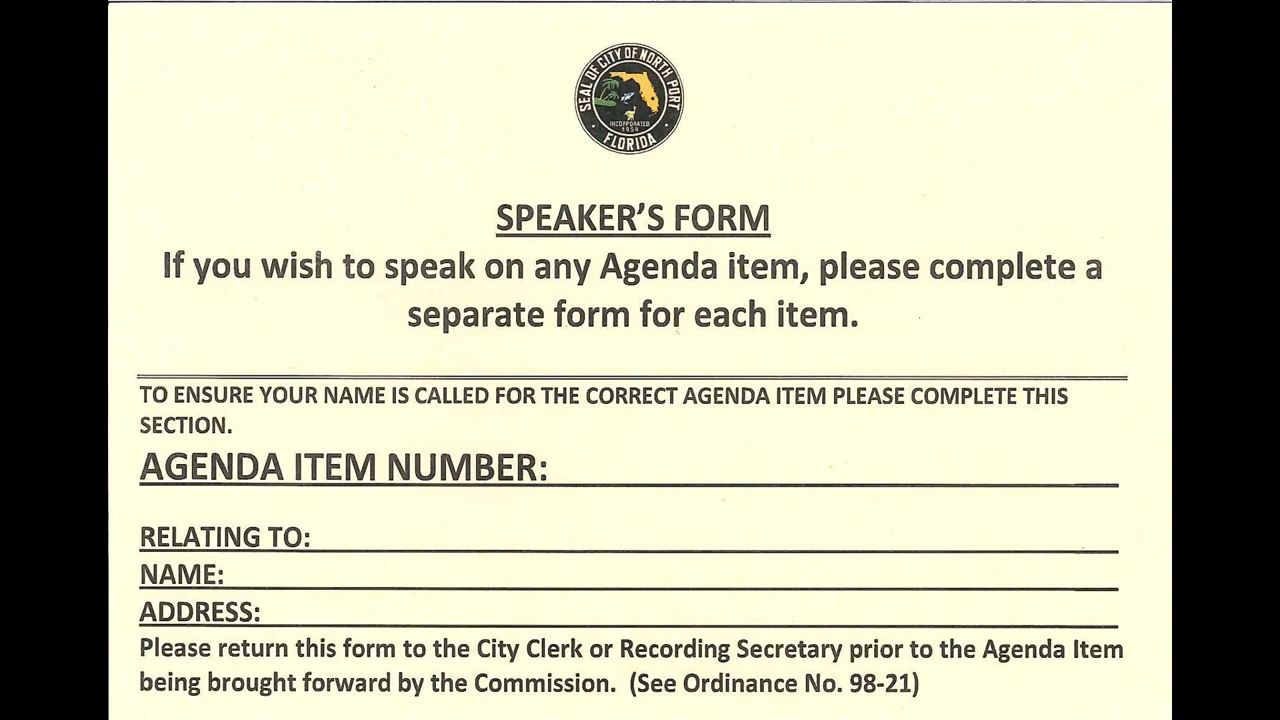 SEAL OF CITY OF NORTH PORT
INCORPORATED
1959
FLORIDA
SPEAKER'S FORM
If you wish to speak on any Agenda item, please complete a
separate form for each item.
TO ENSURE YOUR NAME IS CALLED FOR THE CORRECT AGENDA ITEM PLEASE COMPLETE THIS
SECTION.
AGENDA ITEM NUMBER:
RELATING TO:
NAME:
ADDRESS:
Please return this form to the City Clerk or Recording Secretary prior to the Agenda Item
being brought forward by the Commission. (See Ordinance No. 98-21)